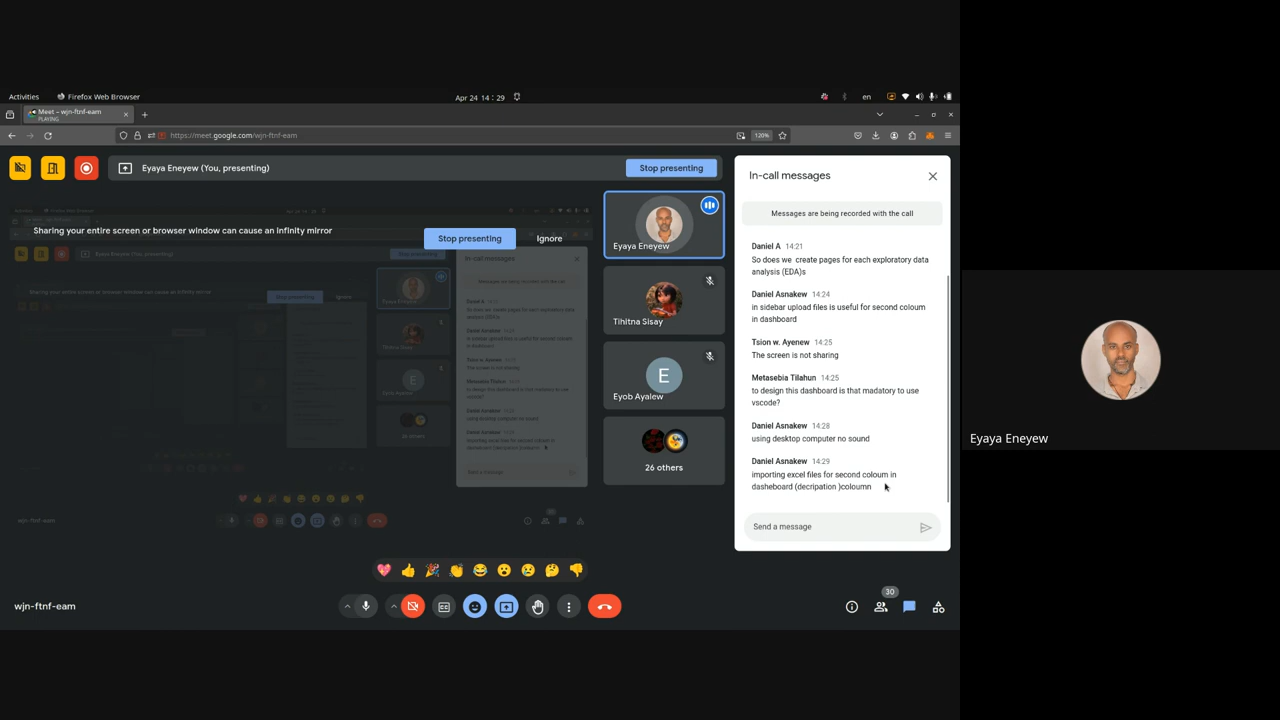 Activities
Firefox Web Browser
Apr 24 14 : 29
en
Meet – wjn-ftnf-eam
PLAYING
https://meet.google.com/wjn-ftnf-eam
120%
Eyaya Eneyew (You, presenting)
Stop presenting
Sharing your entire screen or browser window can cause an infinity mirror
Stop presenting
Ignore
Eyaya Eneyew
Tihitna Sisay
E
Eyob Ayalew
26 others
In-call messages
Messages are being recorded with the call
Daniel A 14:21
So does we create pages for each exploratory data
analysis (EDA)s
Daniel Asnakew 14:24
in sidebar upload files is useful for second coloum
in dashboard
Tsion w. Ayenew 14:25
The screen is not sharing
Metasebia Tilahun 14:25
to design this dashboard is that madatory to use
vscode?
Daniel Asnakew 14:28
using desktop computer no sound
Daniel Asnakew 14:29
importing excel files for second coloum in
dasheboard (decripation )coloumn
Send a message
wjn-ftnf-eam
30
Eyaya Eneyew